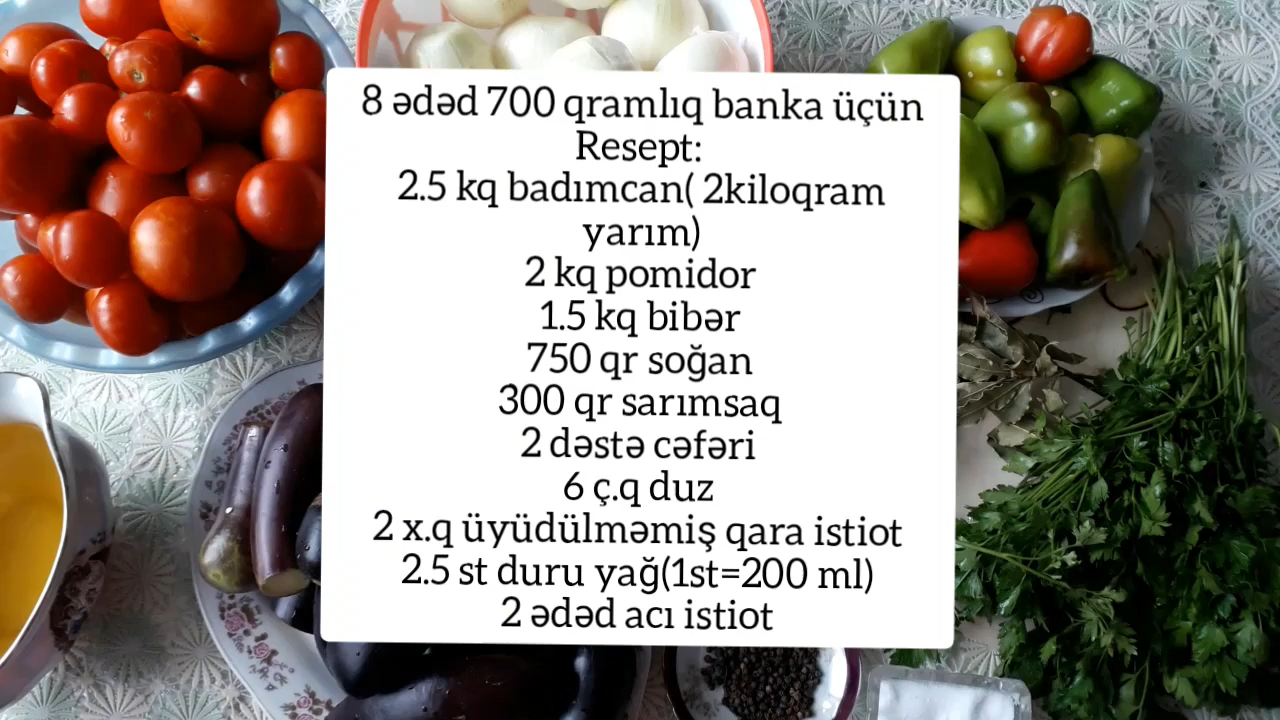 8 ədəd 700 qramlıq banka üçün
Resept:
2.5 kq badımcan( 2kiloqram
yarım)
2 kq pomidor
1.5 kq bibər
750 qr soğan
300 qr sarımsaq
2 dəstə cəfəri
6 ç.q duz
2 x.q üyüdülməmiş qara istiot
2.5 st duru yağ(1st=200 ml)
2 ədəd acı istiot